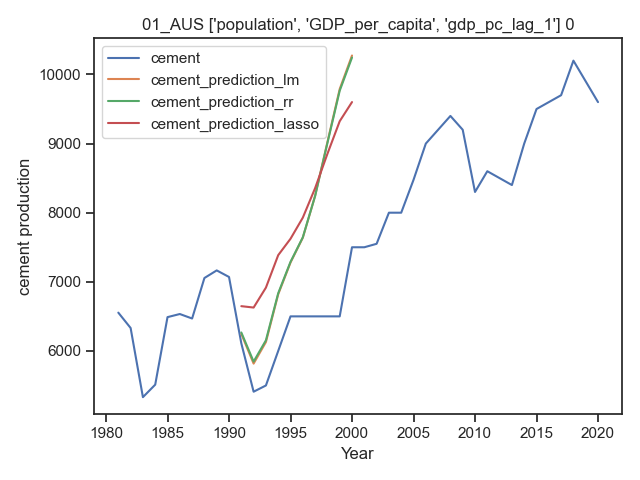 01_AUS ['population', 'GDP_per_capita', 'gdp_pc_lag_1'] 0
cement
cement_prediction_lm
cement_prediction_rr
cement_prediction_lasso
10000
9000
8000
7000
6000
cement production
1980 1985 1990 1995 2000 2005 2010 2015 2020
Year